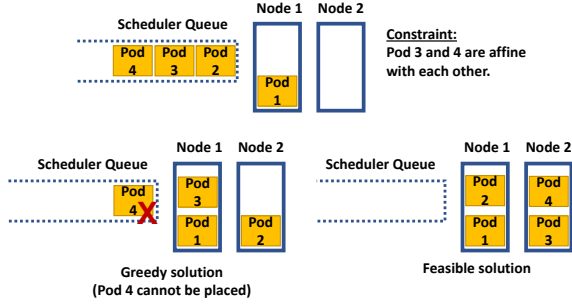 Scheduler Queue
Node 1
Node 2
Pod 4
Pod 3
Pod 2
Pod 1
Constraint:
Pod 3 and 4 are affine
with each other.
Scheduler Queue
Node 1
Node 2
Pod 4
X
Pod 3
Pod 1
Pod 2
Greedy solution
(Pod 4 cannot be placed)
Scheduler Queue
Node 1
Node 2
Pod 2
Pod 4
Pod 1
Pod 3
Feasible solution